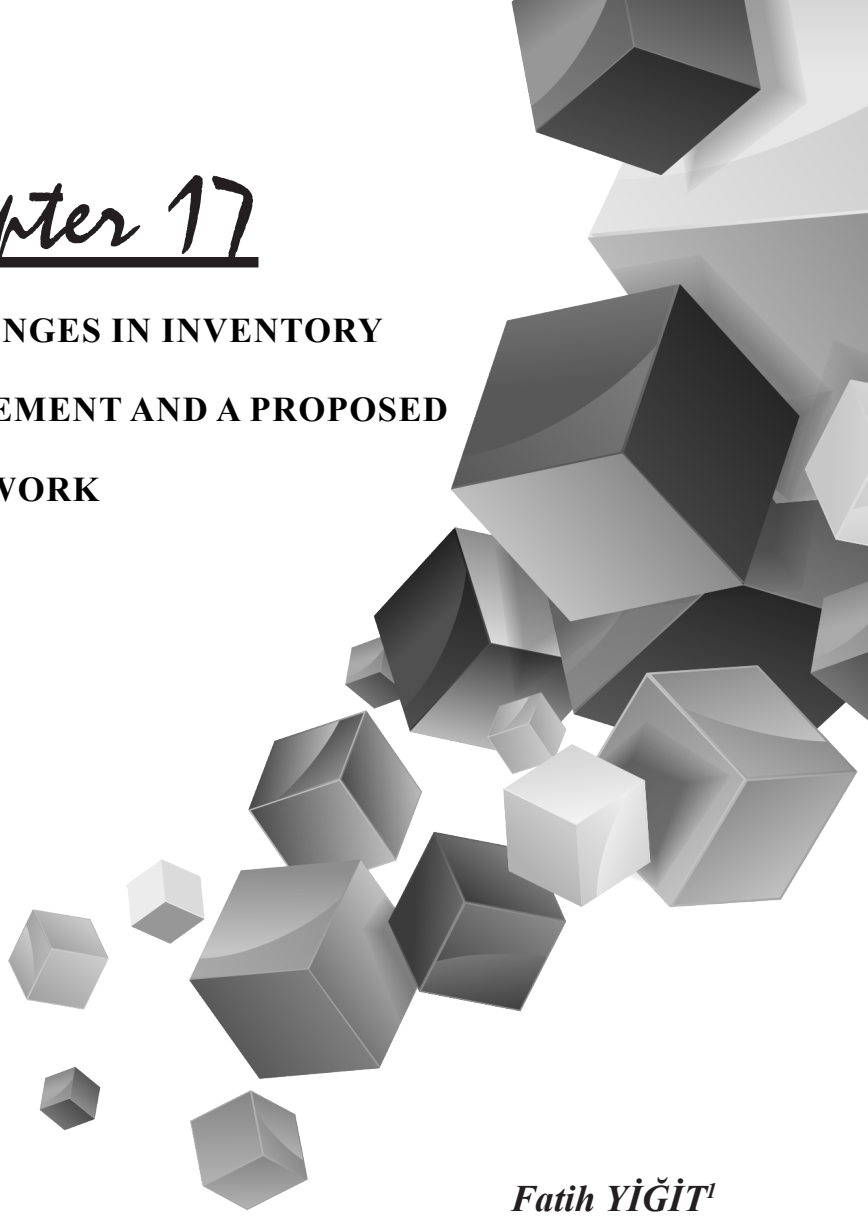 pter 17
NGES IN INVENTORY
EMENT AND A PROPOSED
WORK
Fatih YİĞİT1